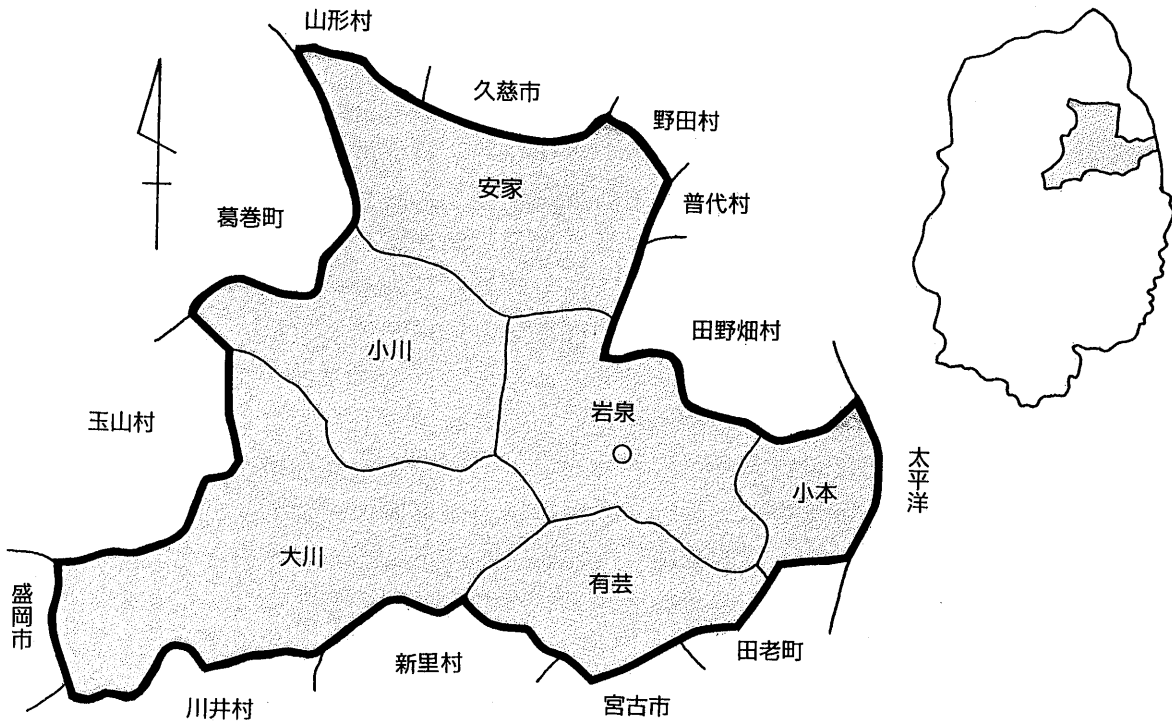 山形村
久慈市
野田村
安家
普代村
葛巻町
田野畑村
小川
玉山村
岩泉
太平洋
小本
大川
有芸
盛岡市
田老町
新里村
川井村
宮古市